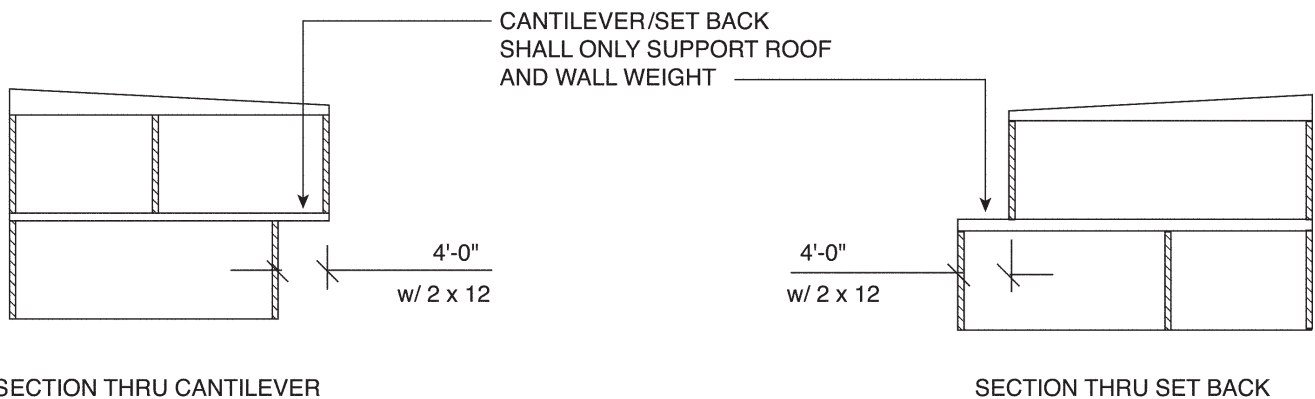 CANTILEVER/SET BACK
SHALL ONLY SUPPORT ROOF
AND WALL WEIGHT
4'-0"
w/ 2 x 12
4'-0"
w/ 2 x 12
SECTION THRU CANTILEVER
SECTION THRU SET BACK